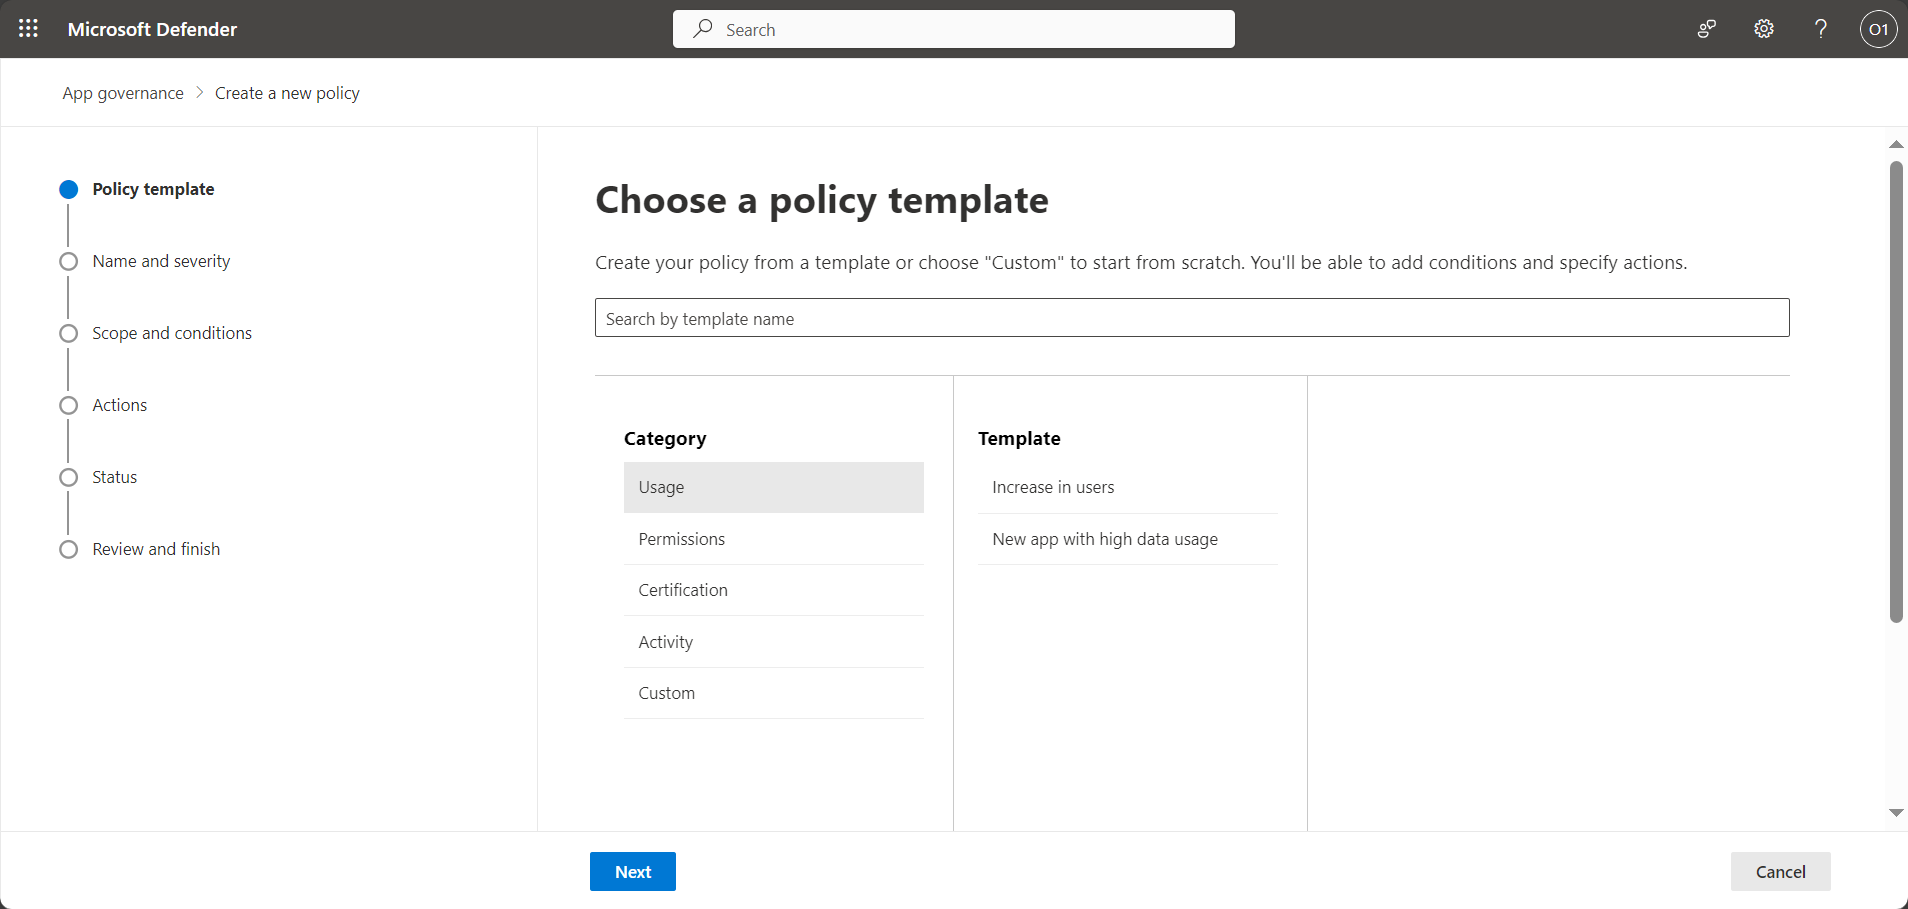 Microsoft Defender
Search
O1
App governance > Create a new policy
Policy template
Name and severity
Scope and conditions
Actions
Status
Review and finish
Choose a policy template
Create your policy from a template or choose "Custom" to start from scratch. You'll be able to add conditions and specify actions.
Search by template name
Category
Usage
Permissions
Certification
Activity
Custom
Template
Increase in users
New app with high data usage
Next
Cancel